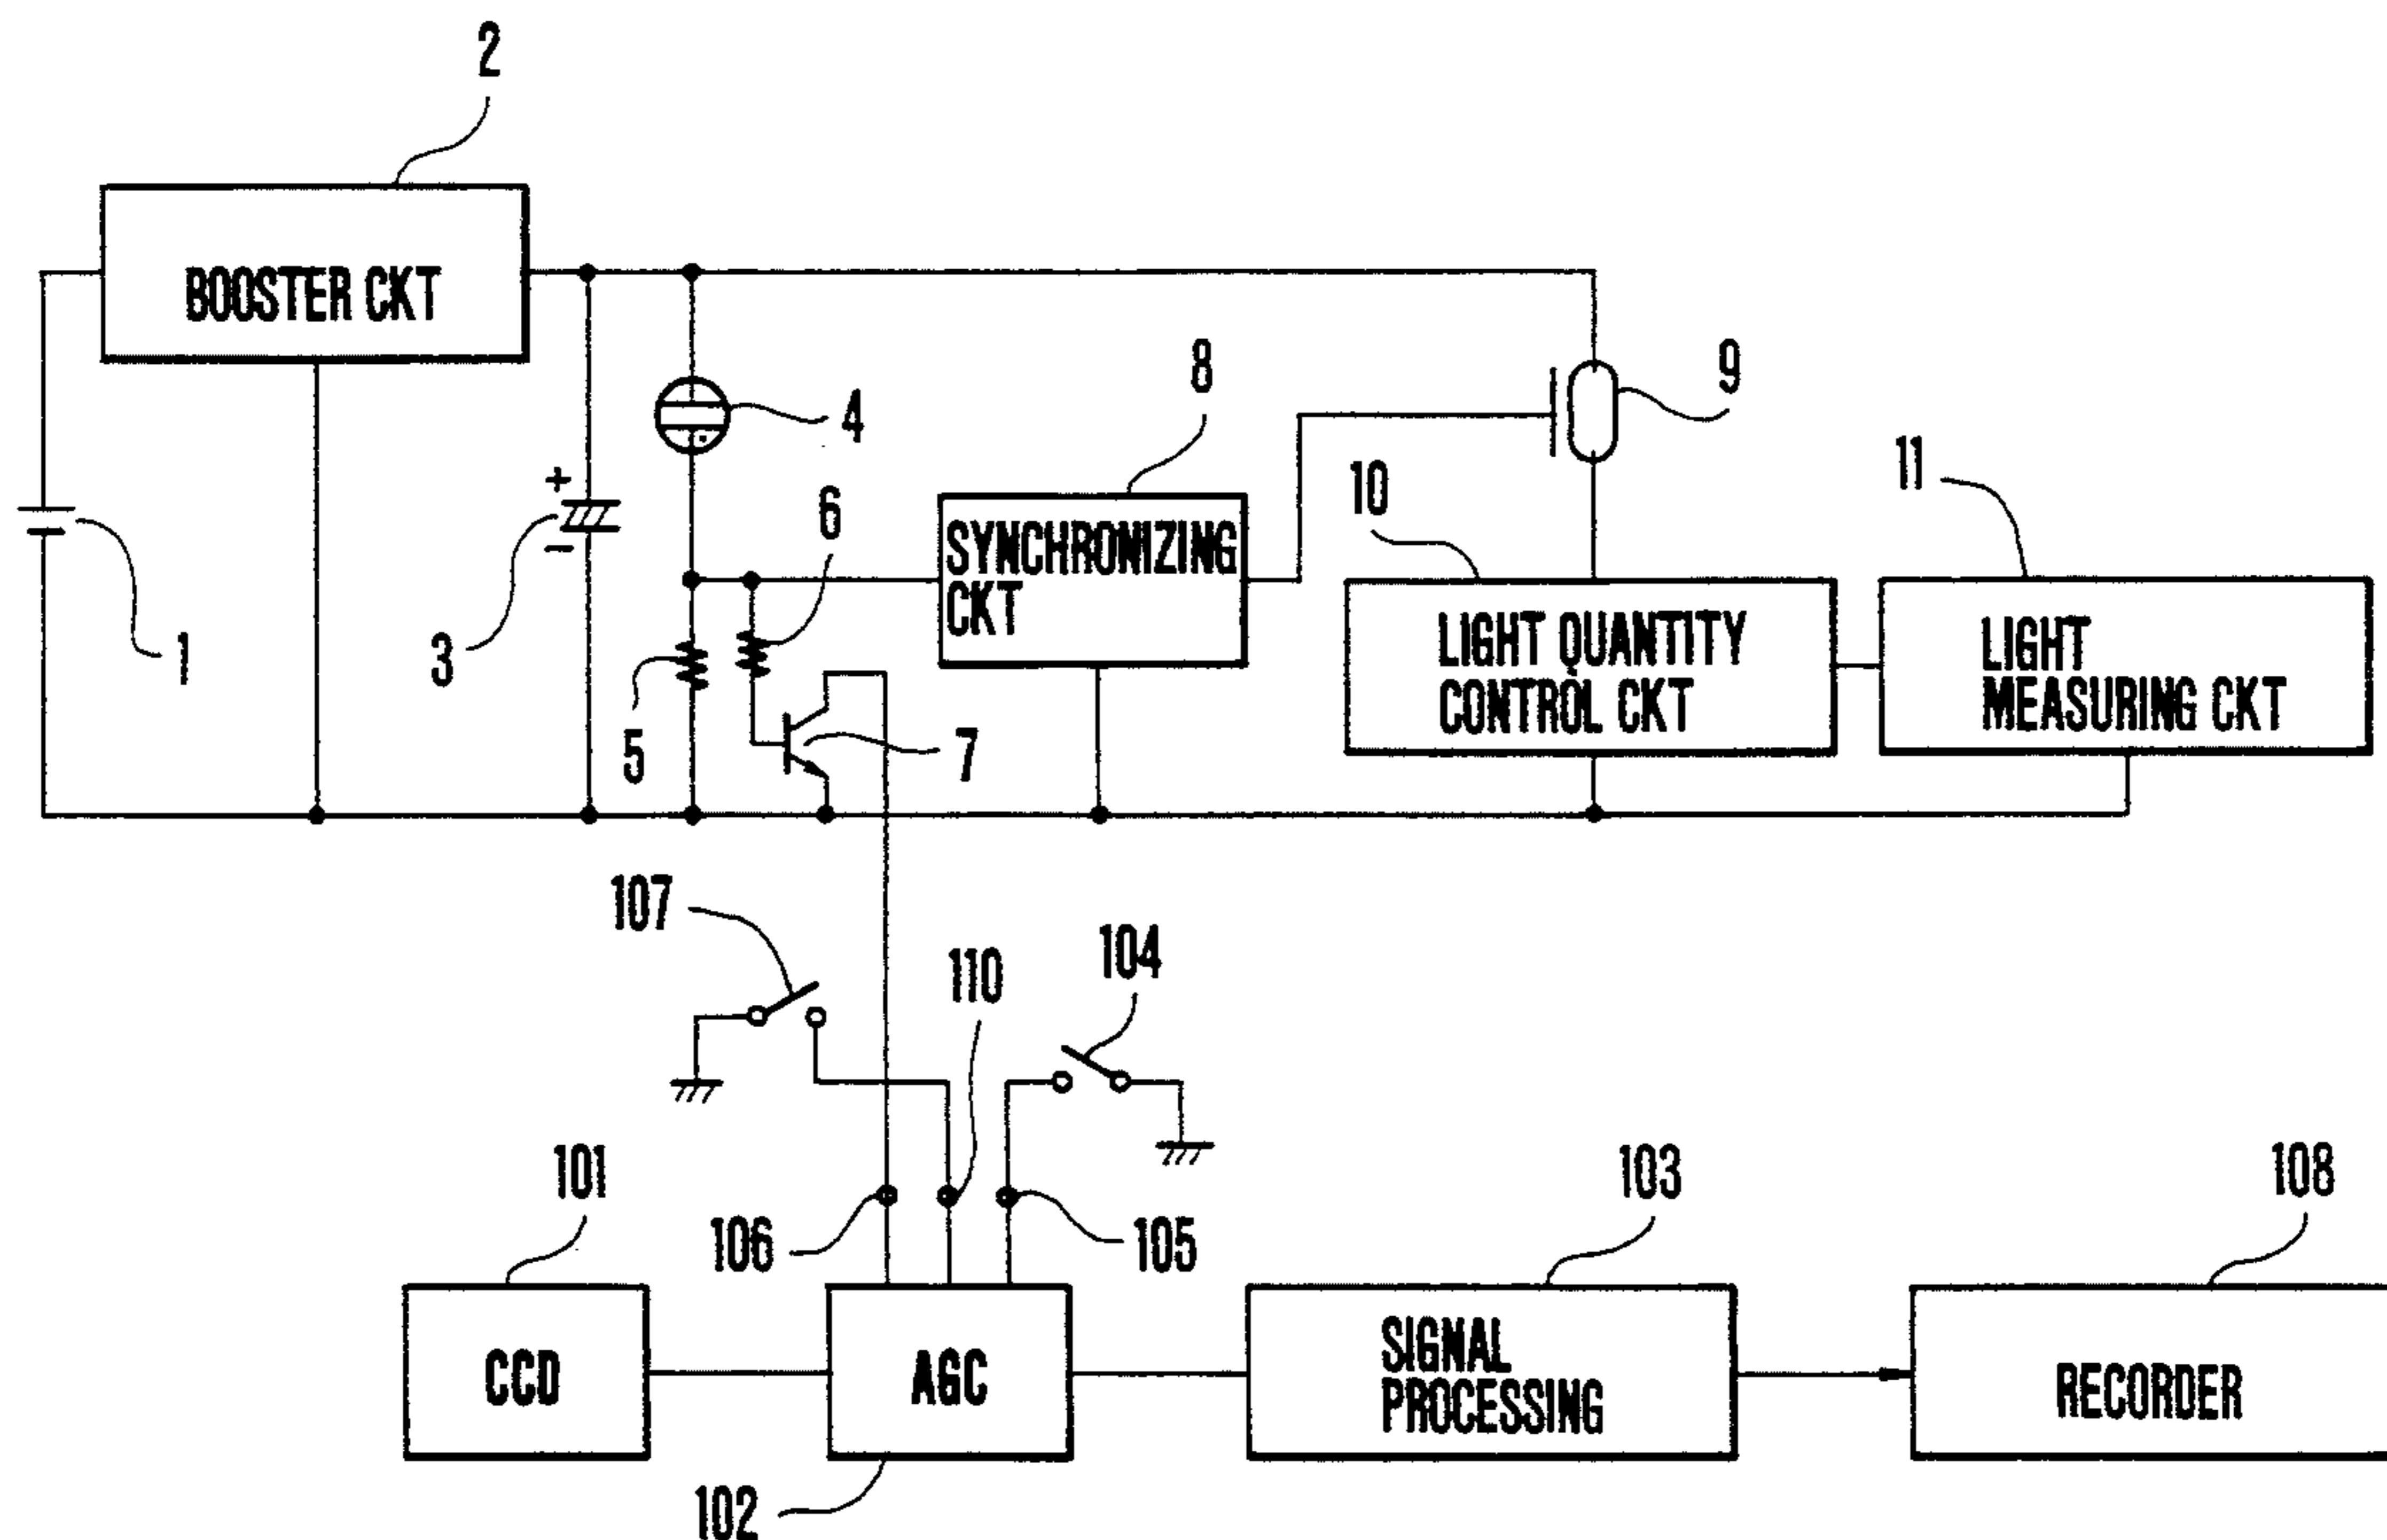 2
BOOSTER CKT
4
8
9
+
3
-
6
SYNCHRONIZING
CKT
10
11
1
5
7
LIGHT QUANTITY
CONTROL CKT
LIGHT
MEASURING CKT
107
110
104
101
106
105
103
108
CCD
AGC
SIGNAL
PROCESSING
RECORDER
102